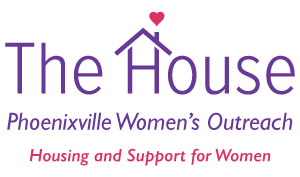 The House
Phoenixville Women's Outreach
Housing and Support for Women